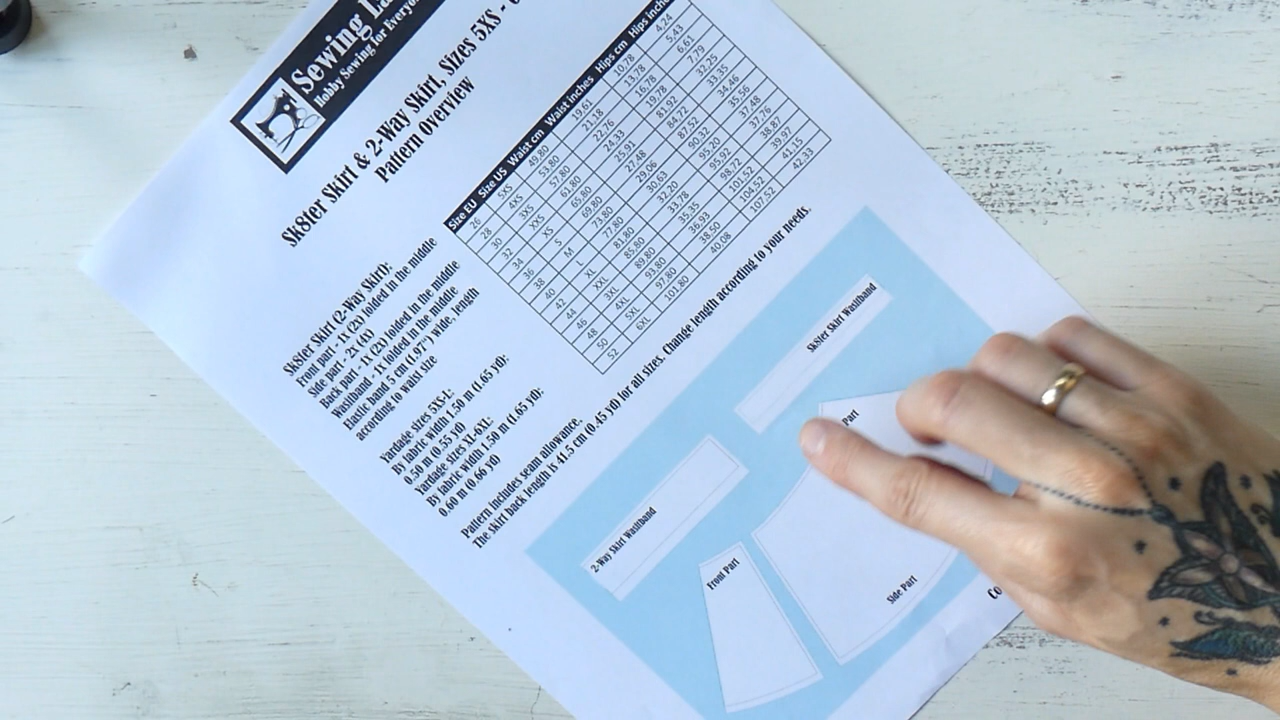 Sewing La
Hobby Sewing for Everyo
Sk8ter Skirt & 2-Way Skirt, Sizes 5XS -
Pattern Overview
Size EU Size US Waist cm Waist inches Hips cm Hips inches
26 5XS 49,80 19,61 10,78 4,24
28 4XS 53,80 21,18 13,78 5,43
30 3XS 57,80 22,76 16,78 6,61
32 XXS 61,80 24,33 19,78 7,79
34 XS 65,80 25,91 81,92 32,25
36 S 69,80 27,48 84,72 33,35
38 M 73,80 29,06 87,52 34,46
40 L 77,80 30,63 90,32 35,56
42 XL 81,80 32,20 95,20 37,48
44 XXL 85,80 33,78 95,92 37,76
46 3XL 89,80 35,35 98,72 38,87
48 4XL 93,80 36,93 101,52 39,97
50 5XL 97,80 38,50 104,52 41,15
52 6XL 101,80 40,08 107,52 42,33
Sk8ter Skirt (2-Way Skirt):
Front part - 1x (2x) folded in the middle
Side part - 2x (4x)
Back part - 1x (2x) folded in the middle
Wasitband - 1x folded in the middle
Elastic band 5 cm (1.97") wide, length
according to waist size
Yardage sizes 5XS-L:
By fabric width 1.50 m (1.65 yd):
0.50 m (0.55 yd)
Yardage sizes XL-6XL:
By fabric width 1.50 m (1.65 yd):
0.60 m (0.66 yd)
Pattern includes seam allowance.
The skirt back length is 41.5 cm (0.45 yd) for all sizes. Change length according to your needs.
Sk8ter Skirt Wasitband
2-Way Skirt Wasitband
Part
Front Part
Side Part
Co